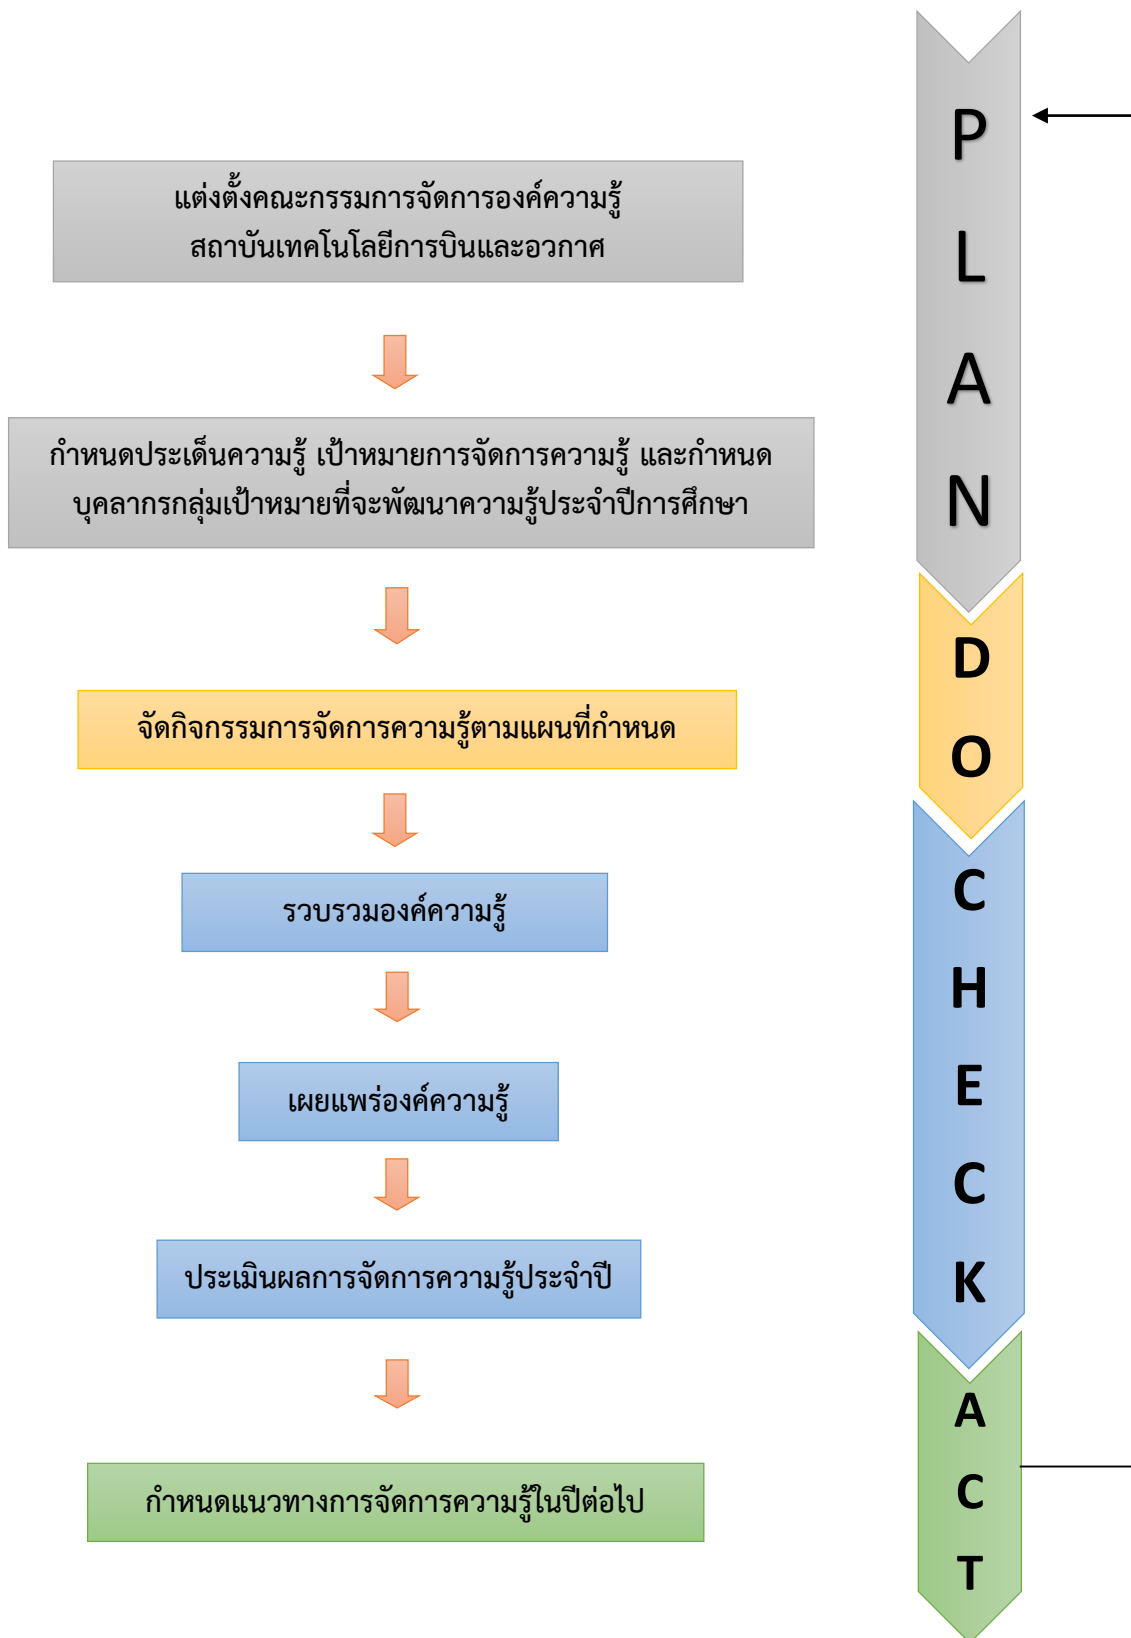 แต่งตั้งคณะกรรมการจัดการองค์ความรู้
สถาบันเทคโนโลยีการบินและอวกาศ
กำหนดประเด็นความรู้ เป้าหมายการจัดการความรู้ และกำหนด
บุคลากรกลุ่มเป้าหมายที่จะพัฒนาความรู้ประจำปีการศึกษา
จัดกิจกรรมการจัดการความรู้ตามแผนที่กำหนด
รวบรวมองค์ความรู้
เผยแพร่องค์ความรู้
ประเมินผลการจัดการความรู้ประจำปี
กำหนดแนวทางการจัดการความรู้ในปีต่อไป
P
L
A
N
D
O
C
H
E
C
K
A
C
T